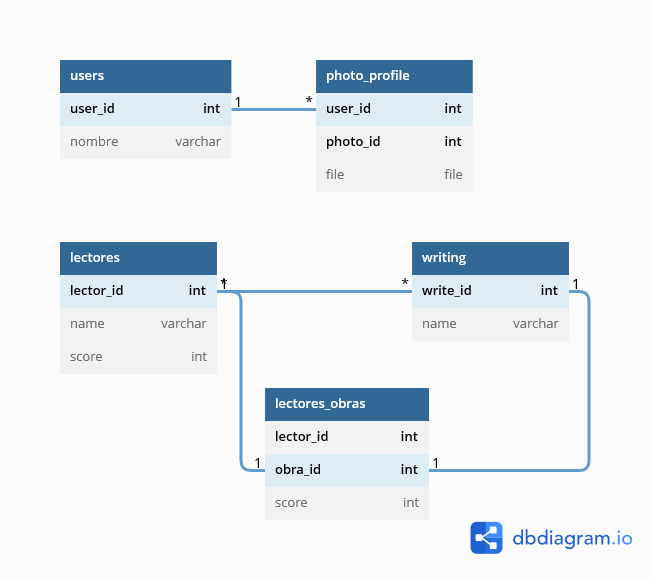 users
user_id int
nombre varchar
1 *
photo_profile
user_id int
photo_id int
file file
lectores
lector_id int
name varchar
score int
1 * *
writing
write_id int
name varchar
1
lectores_obras
lector_id int
obra_id int
score int
1 1
dbdiagram.io